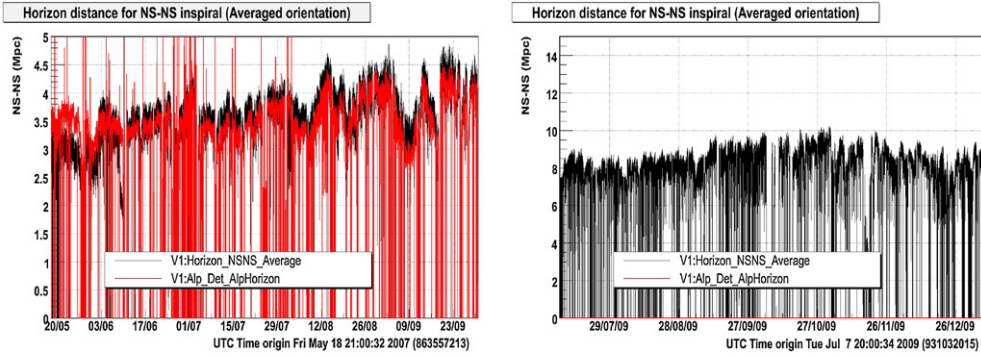 Horizon distance for NS-NS inspiral (Averaged orientation)
NS-NS (Mpc)
5
4.5
4
3.5
3
2.5
2
1.5
1
0.5
0
V1:Horizon_NSNS_Average
V1:Alp_Det_AlpHorizon
20/05 03/06 17/06 01/07 15/07 29/07 12/08 26/08 09/09 23/09
UTC Time origin Fri May 18 21:00:32 2007 (863557213)
Horizon distance for NS-NS inspiral (Averaged orientation)
NS-NS (Mpc)
14
12
10
8
6
4
2
0
V1:Horizon_NSNS_Average
V1:Alp_Det_AlpHorizon
29/07/09 28/08/09 27/09/09 27/10/09 26/11/09 26/12/09
UTC Time origin Tue Jul 7 20:00:34 2009 (931032015)